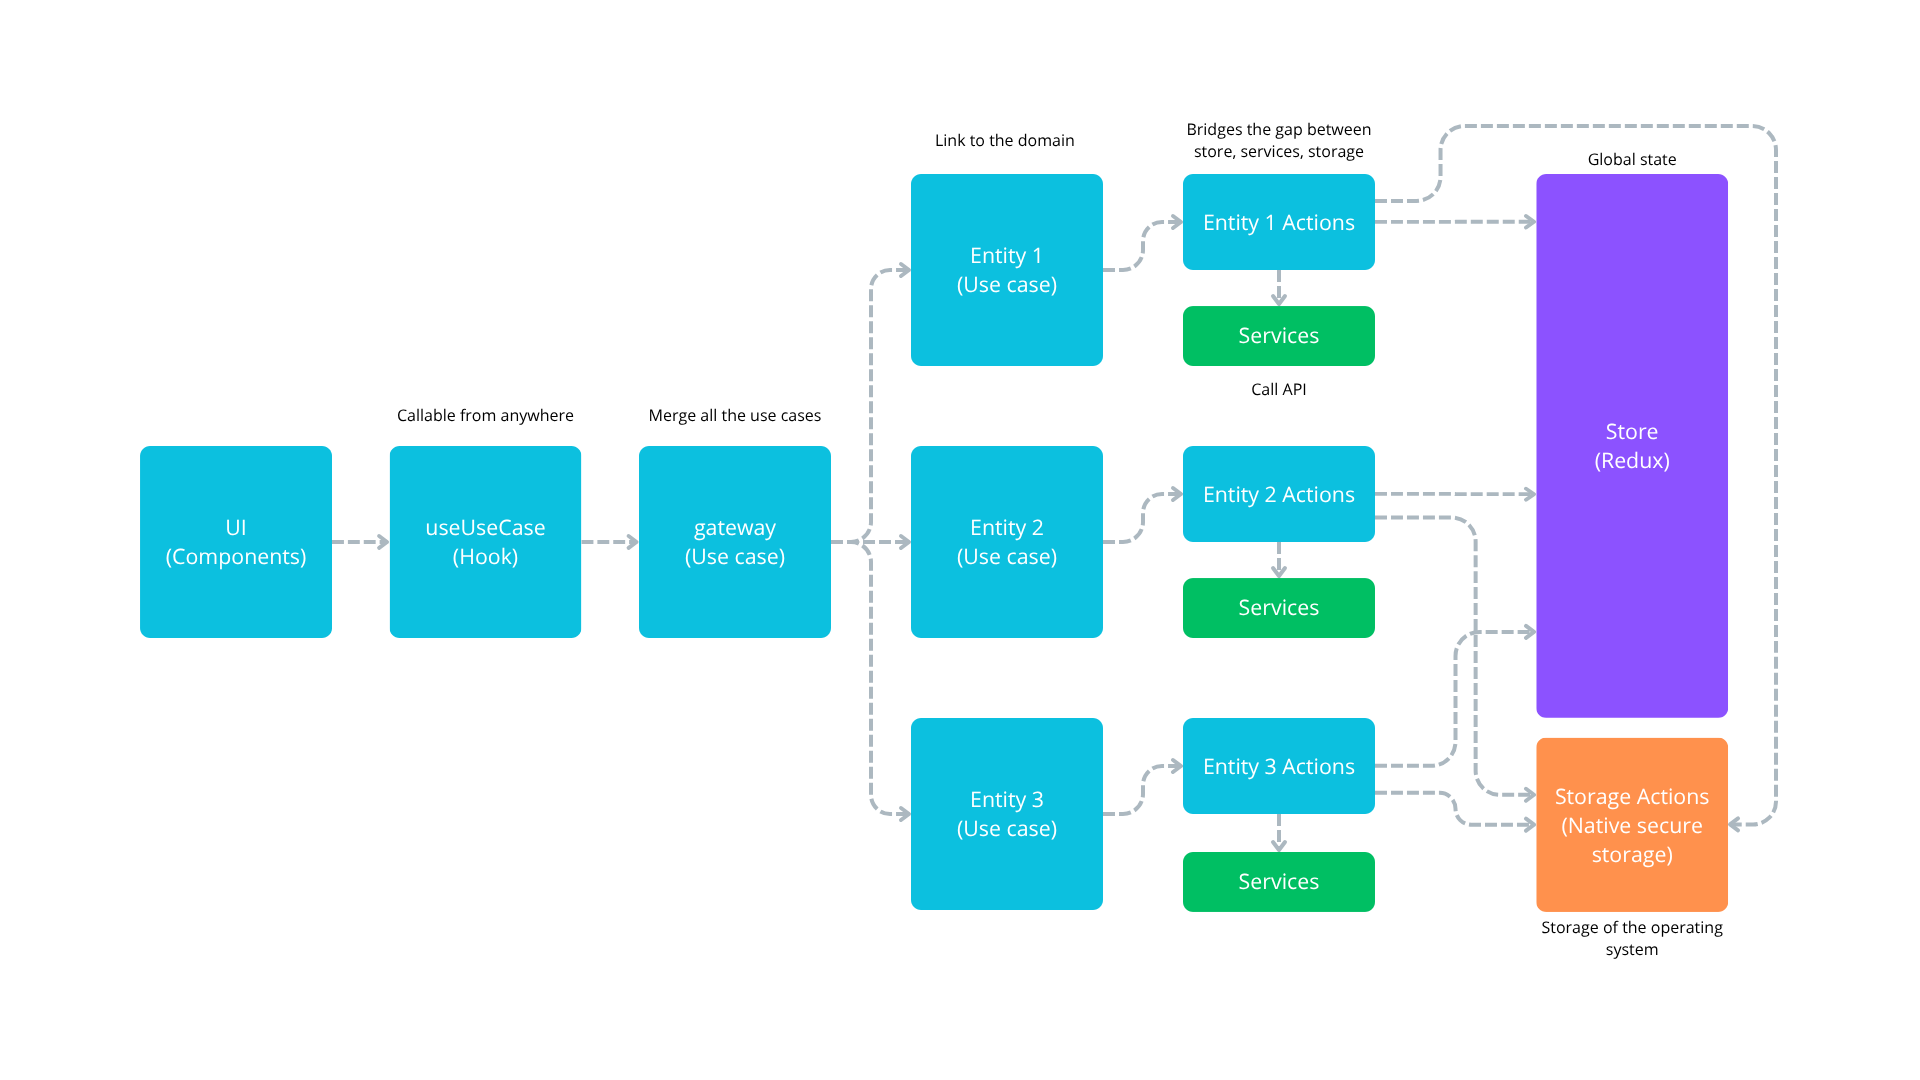 Link to the domain
Bridges the gap between
store, services, storage
Global state
Entity 1
(Use case)
Entity 1 Actions
Services
Call API
Callable from anywhere
Merge all the use cases
UI
(Components)
useUseCase
(Hook)
gateway
(Use case)
Entity 2
(Use case)
Entity 2 Actions
Services
Store
(Redux)
Entity 3
(Use case)
Entity 3 Actions
Services
Storage Actions
(Native secure
storage)
Storage of the operating
system